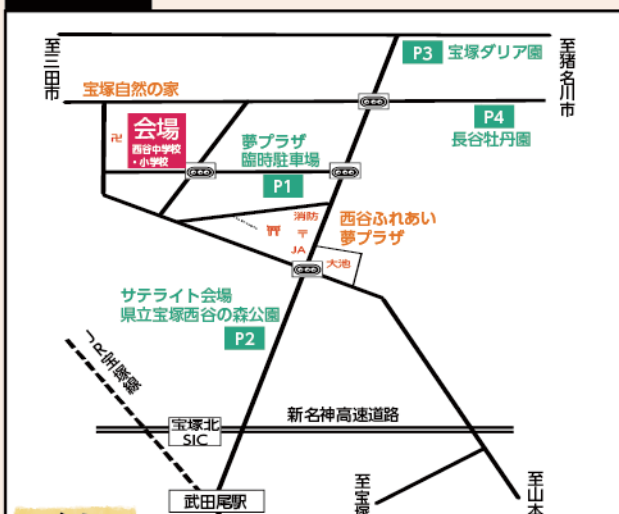 至三田市
P3 宝塚ダリア園
至猪名川市
宝塚自然の家
P4
長谷牡丹園
卍
会場
西谷中学校
・小学校
夢プラザ
臨時駐車場
P1
消防
〒
JA
西谷ふれあい
夢プラザ
大池
サテライト会場
県立宝塚西谷の森公園
P2
JR宝塚線
新名神高速道路
宝塚北
SIC
武田尾駅
至宝塚
至山本